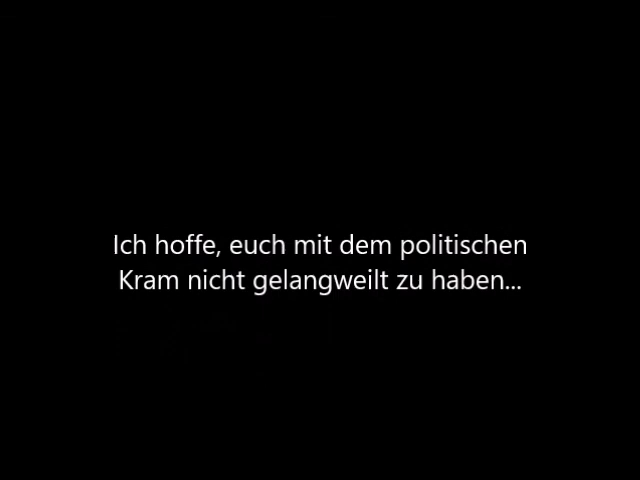 Ich hoffe, euch mit dem politischen
Kram nicht gelangweilt zu haben...